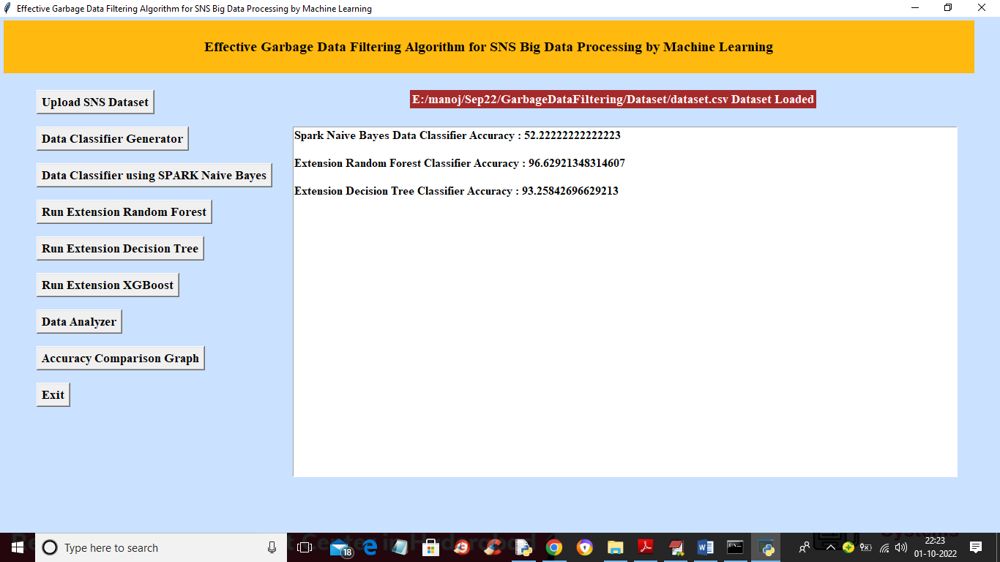 Effective Garbage Data Filtering Algorithm for SNS Big Data Processing by Machine Learning
Effective Garbage Data Filtering Algorithm for SNS Big Data Processing by Machine Learning
Upload SNS Dataset
E:/manoj/Sep22/GarbageDataFiltering/Dataset/dataset.csv Dataset Loaded
Data Classifier Generator
Data Classifier using SPARK Naive Bayes
Run Extension Random Forest
Run Extension Decision Tree
Run Extension XGBoost
Data Analyzer
Accuracy Comparison Graph
Exit
Spark Naive Bayes Data Classifier Accuracy : 52.22222222222223
Extension Random Forest Classifier Accuracy : 96.62921348314607
Extension Decision Tree Classifier Accuracy : 93.25842696629213
Type here to search
18
22:23
01-10-2022